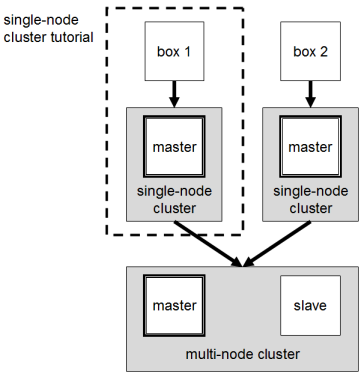 single-node
cluster tutorial
box 1
box 2
master
master
single-node
cluster
single-node
cluster
master
slave
multi-node cluster